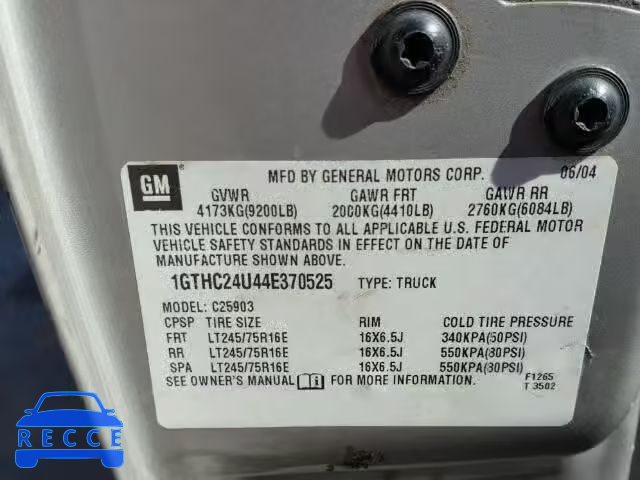 GM
MFD BY GENERAL MOTORS CORP. 06/04
GVWR GAWR FRT GAWR RR
4173KG(9200LB) 2000KG(4410LB) 2760KG(6084LB)
THIS VEHICLE CONFORMS TO ALL APPLICABLE U.S. FEDERAL MOTOR
VEHICLE SAFETY STANDARDS IN EFFECT ON THE DATE OF
MANUFACTURE SHOWN ABOVE.
1GTHC24U44E370525 TYPE: TRUCK
MODEL: C25903
CPSP TIRE SIZE RIM COLD TIRE PRESSURE
FRT LT245/75R16E 16X6.5J 340KPA(50PSI)
RR LT245/75R16E 16X6.5J 550KPA(80PSI)
SPA LT245/75R16E 16X6.5J 550KPA(80PSI)
SEE OWNER'S MANUAL FOR MORE INFORMATION.
F1265
T 3502
RECCE